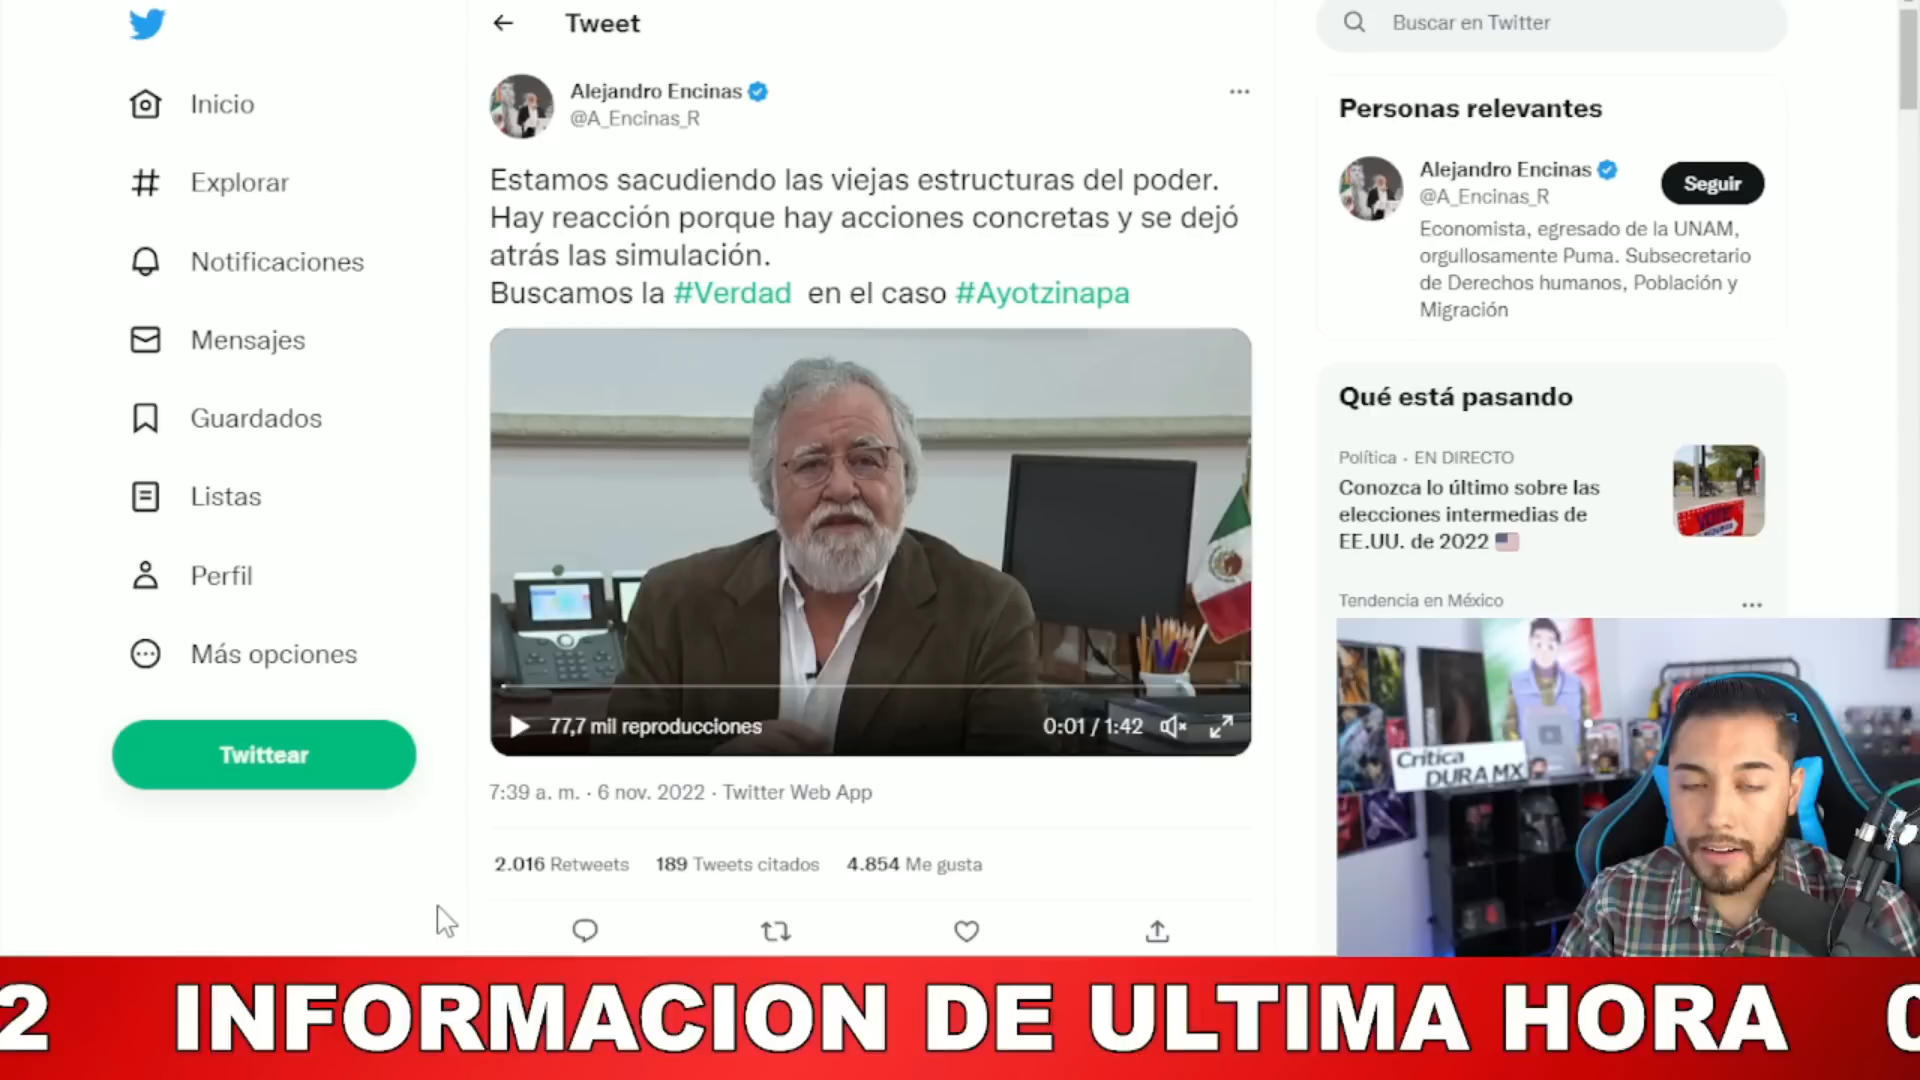 Tweet
Buscar en Twitter
Inicio
Explorar
Notificaciones
Mensajes
Guardados
Listas
Perfil
Más opciones
Twittear
Alejandro Encinas
@A_Encinas_R
Estamos sacudiendo las viejas estructuras del poder.
Hay reacción porque hay acciones concretas y se dejó
atrás las simulación.
Buscamos la #Verdad en el caso #Ayotzinapa
77,7 mil reproducciones
0:01 / 1:42
7:39 a. m. · 6 nov. 2022 · Twitter Web App
2.016 Retweets 189 Tweets citados 4.854 Me gusta
Personas relevantes
Alejandro Encinas
@A_Encinas_R
Seguir
Economista, egresado de la UNAM,
orgullosamente Puma. Subsecretario
de Derechos humanos, Población y
Migración
Qué está pasando
Política · EN DIRECTO
Conozca lo último sobre las
elecciones intermedias de
EE.UU. de 2022
VOTE
Tendencia en México
Crítica
DURA MX
2 INFORMACION DE ULTIMA HORA 0